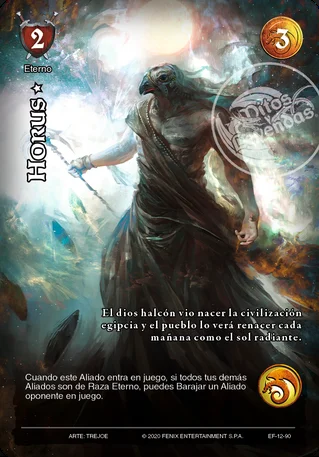 2
3
Eterno
HORUS
Mitos y Leyendas
El dios halcón vio nacer la civilización
egipcia y el pueblo lo verá renacer cada
mañana como el sol radiante.
Cuando este Aliado entra en juego, si todos tus demás
Aliados son de Raza Eterno, puedes Barajar un Aliado
oponente en juego.
ARTE: TREJOE © 2020 FENIX ENTERTAINMENT S.P.A. EF-12-90